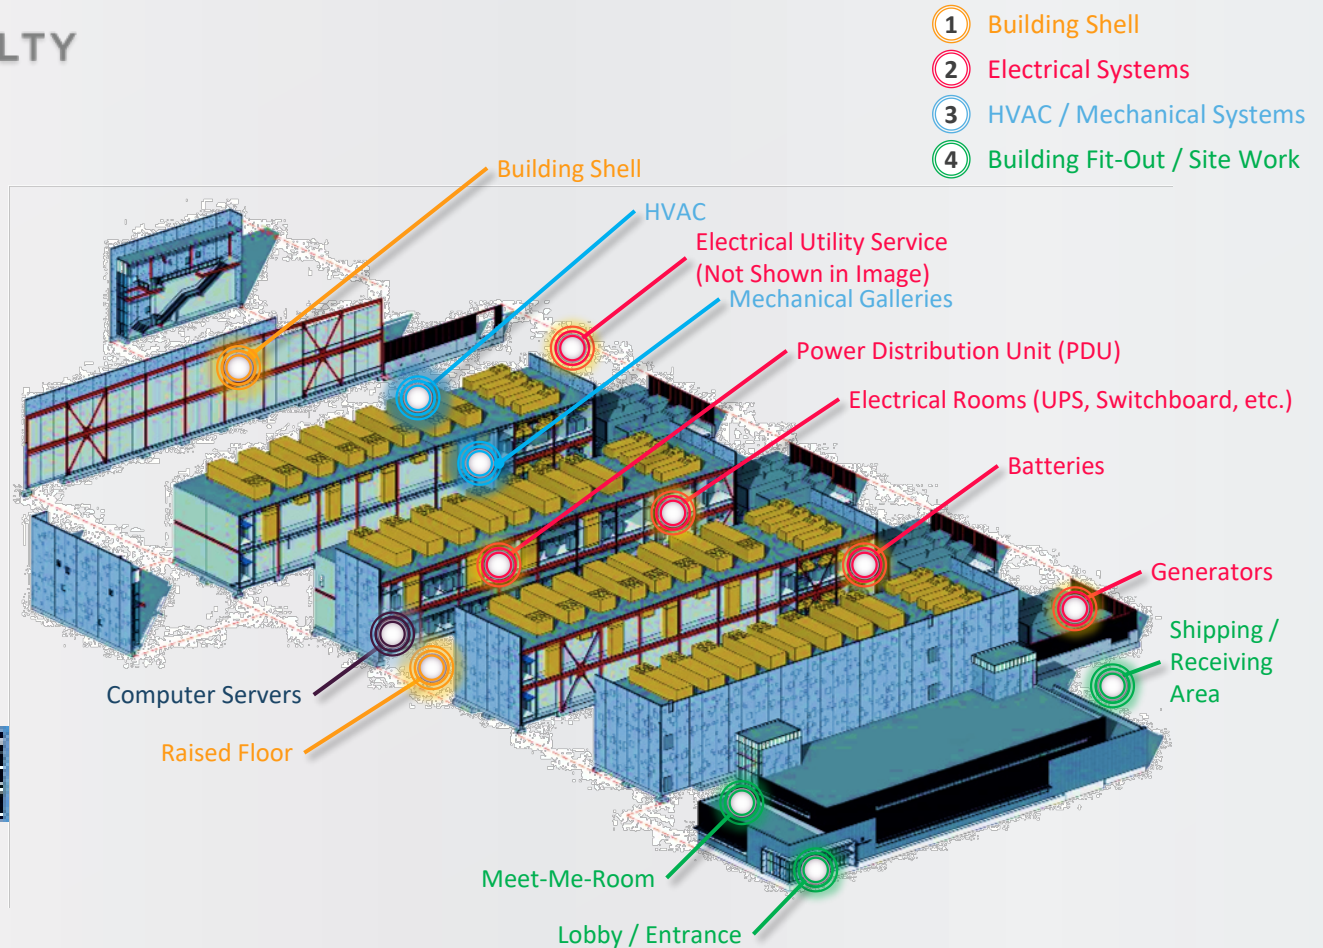 LTY
1 Building Shell
2 Electrical Systems
3 HVAC / Mechanical Systems
4 Building Fit-Out / Site Work
Building Shell
HVAC
Electrical Utility Service
(Not Shown in Image)
Mechanical Galleries
Power Distribution Unit (PDU)
Electrical Rooms (UPS, Switchboard, etc.)
Batteries
Generators
Shipping /
Receiving
Area
Computer Servers
Raised Floor
Meet-Me-Room
Lobby / Entrance